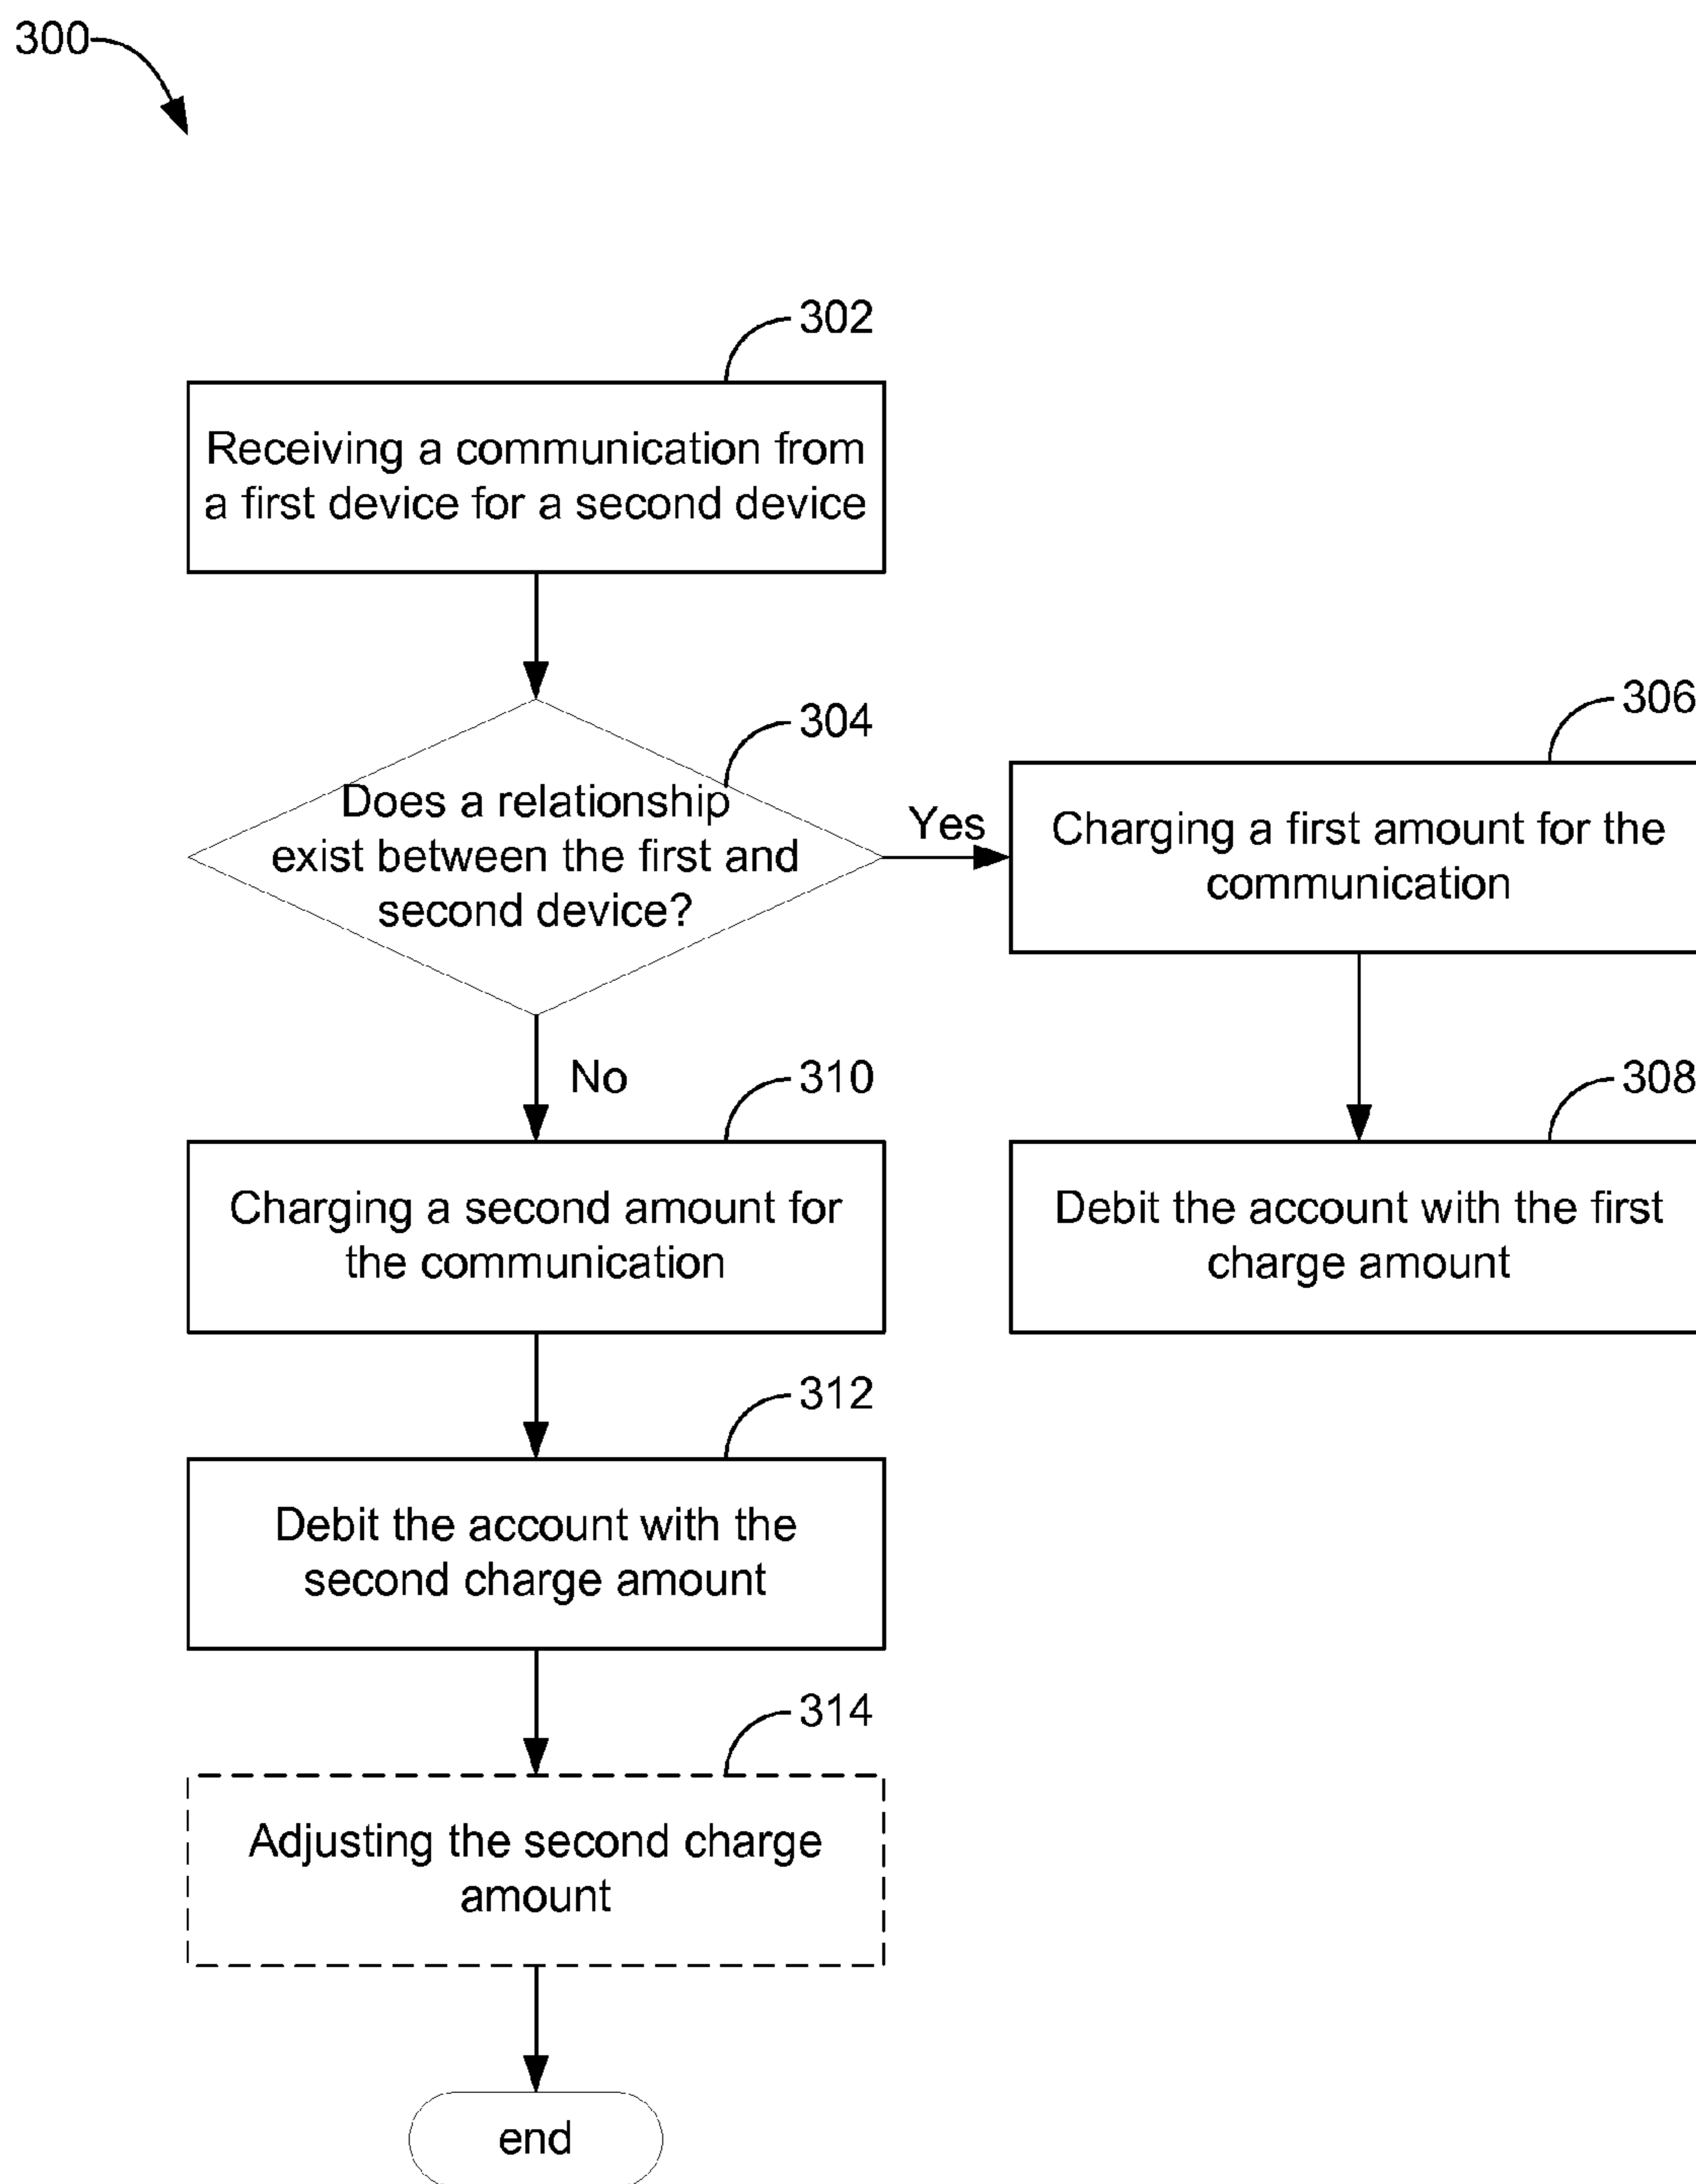 300
302
Receiving a communication from
a first device for a second device
304
Does a relationship
exist between the first and
second device?
Yes
306
Charging a first amount for the
communication
No
310
Charging a second amount for
the communication
308
Debit the account with the first
charge amount
312
Debit the account with the
second charge amount
314
Adjusting the second charge
amount
end